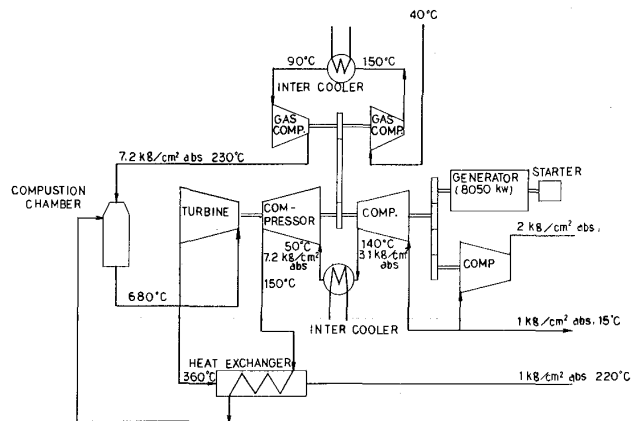 40°C
90°C
150°C
INTER COOLER
GAS
COMP.
GAS
COMP.
7.2 kg/cm² abs 230°C
COMPUSTION
CHAMBER
GENERATOR
(8050 kw)
STARTER
TURBINE
COM-
PRESSOR
COMP.
2 kg/cm² abs,
50°C
7.2 kg/cm
abs
140°C
3.1 kg/cm
abs
COMP
150°C
680°C
INTER COOLER
1 kg/cm² abs, 15°C
HEAT EXCHANGER
360°C
1 kg/cm² abs 220°C